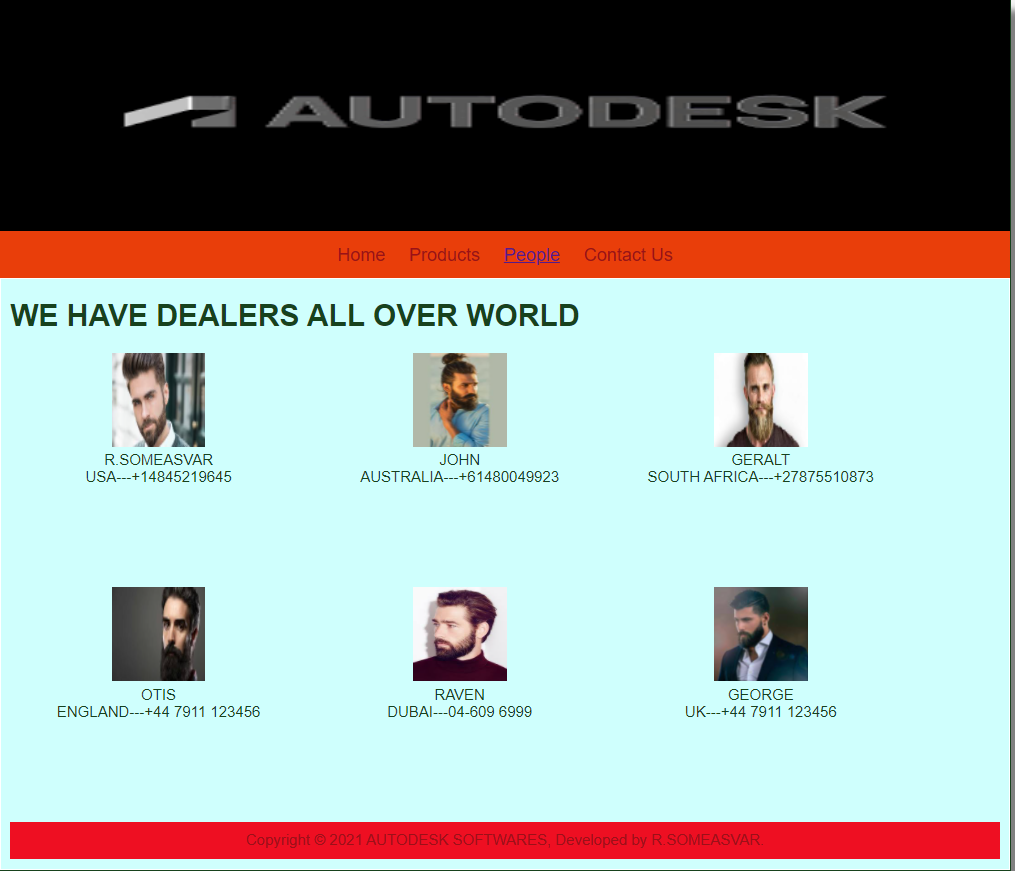 AUTODESK
Home Products People Contact Us
WE HAVE DEALERS ALL OVER WORLD
R.SOMEASVAR
USA---+14845219645
JOHN
AUSTRALIA---+61480049923
GERALT
SOUTH AFRICA---+27875510873
OTIS
ENGLAND---+44 7911 123456
RAVEN
DUBAI---04-609 6999
GEORGE
UK---+44 7911 123456
Copyright © 2021 AUTODESK SOFTWARES, Developed by R.SOMEASVAR.